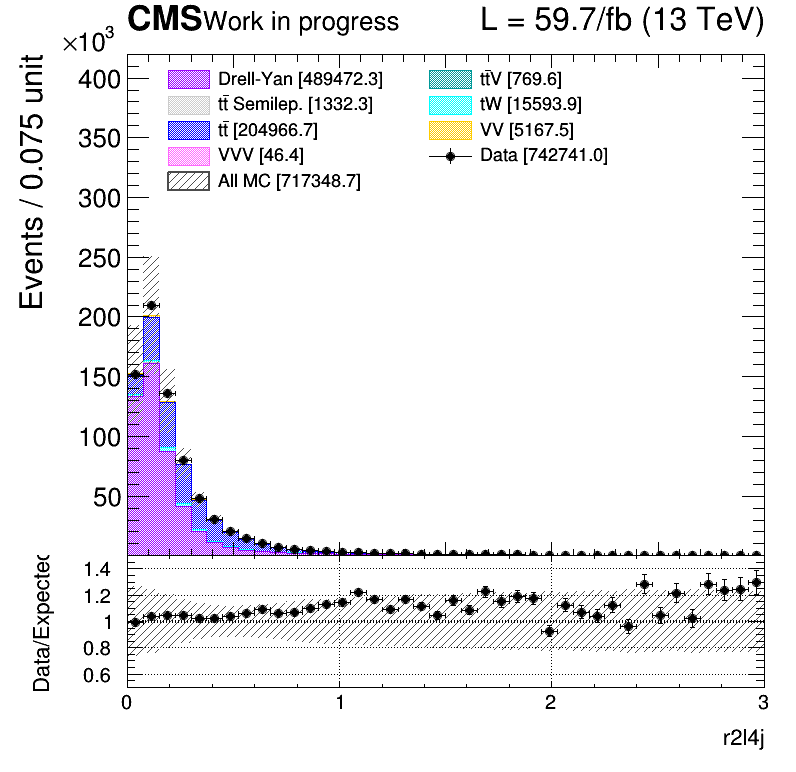 CMS Work in progress L = 59.7/fb (13 TeV)
×10³
Events / 0.075 unit
400
350
300
250
200
150
100
50
Drell-Yan [489472.3]
tt̄ Semilep. [1332.3]
tt̄ [204966.7]
VVV [46.4]
All MC [717348.7]
tt̄V [769.6]
tW [15593.9]
VV [5167.5]
Data [742741.0]
Data/Expected
1.4
1.2
1
0.8
0.6
0 1 2 3
r2l4j